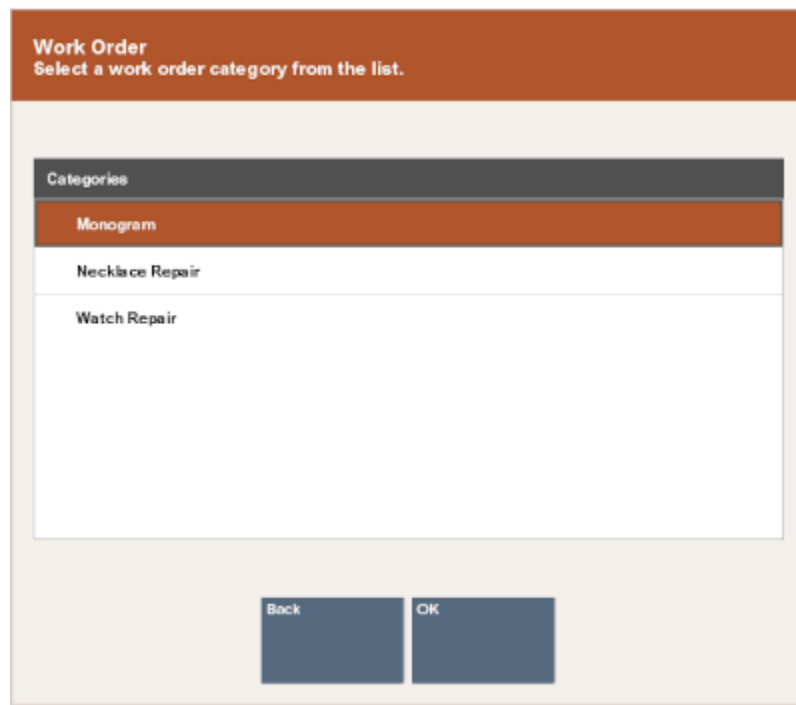 Work Order
Select a work order category from the list.
Categories
Monogram
Necklace Repair
Watch Repair
Back
OK